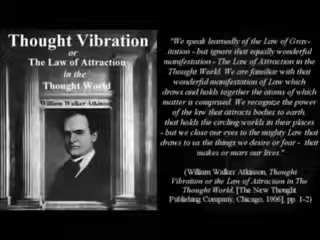 Thought Vibration
or
The Law of Attraction
in the
Thought World
William Walker Atkinson
"We speak learnedly of the Law of Grav-
itation - but ignore that equally wonderful
manifestation - The Law of Attraction in the
Thought World. We are familiar with that
wonderful manifestation of Law which
draws and holds together the atoms of which
matter is composed. We recognize the power
of the law that attracts bodies to earth,
that holds the circling worlds in their places
- but we close our eyes to the mighty Law that
draws to us the things we desire or fear - that
makes or mars our lives."
(William Walker Atkinson, Thought
Vibration or the Law of Attraction in The
Thought World, [The New Thought
Publishing Company, Chicago, 1906], pp. 1-2)